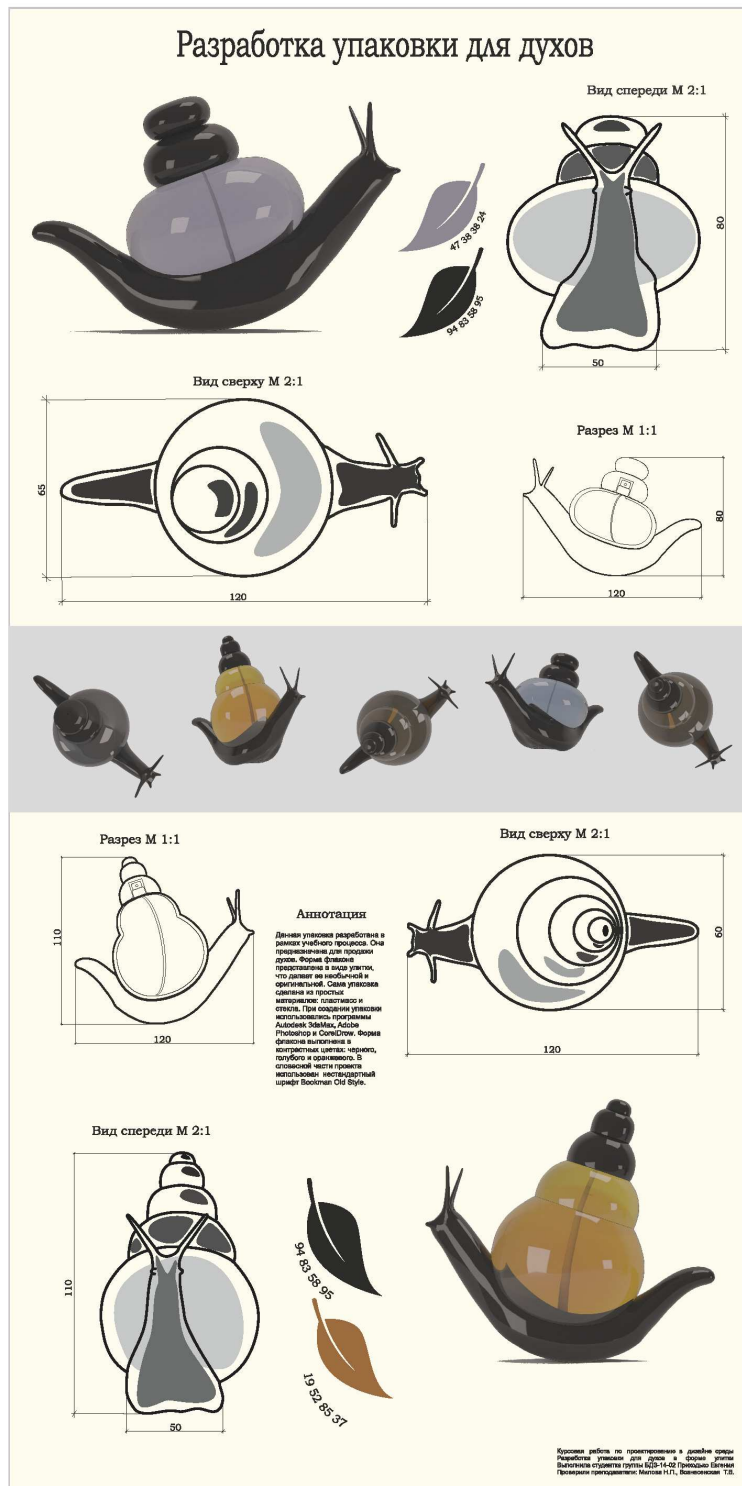 Разработка упаковки для духов
Вид спереди М 2:1
80
50
47 38 38 24
94 83 58 95
Вид сверху М 2:1
65
120
Разрез М 1:1
80
120
Разрез М 1:1
110
120
Аннотация
Данная упаковка разработана в
рамках учебного процесса. Она
предназначена для продажи
духов. Форма флакона
представлена в виде улитки,
что делает ее необычной и
оригинальной. Сама упаковка
сделана из простых
материалов: пластмасс и
стекла. При создании упаковки
использовались программы
Autodesk 3dsMax, Adobe
Photoshop и CorelDrow. Форма
флакона выполнена в
контрастных цветах: черного,
голубого и оранжевого. В
словесной части проекта
использован нестандартный
шрифт Bookman Old Style.
Вид сверху М 2:1
60
120
Вид спереди М 2:1
110
50
94 83 58 95
19 52 85 37
Курсовая работа по проектированию в дизайне среды
Разработка упаковки для духов в форме улитки
Выполнила студентка группы БДЗ-14-02 Приходько Евгения
Проверили преподаватели: Милова Н.П., Вознесенская Т.В.